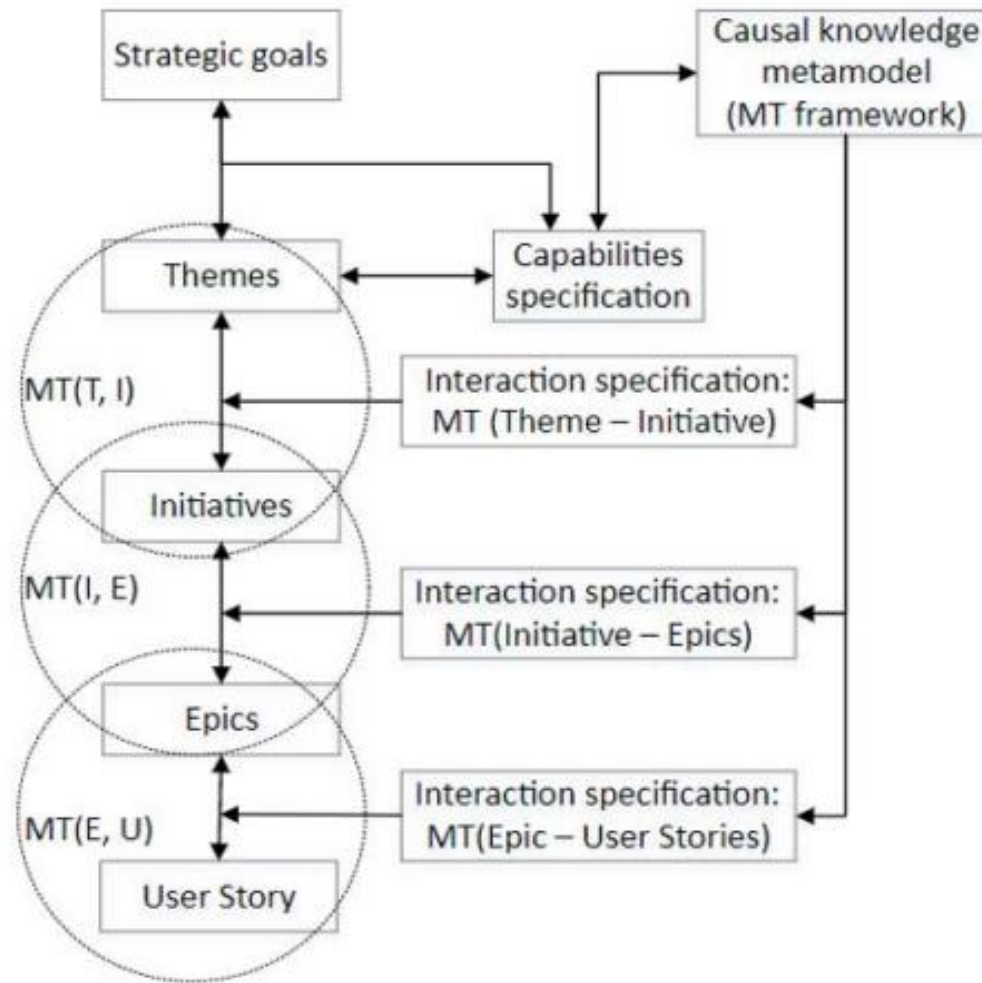 Strategic goals
Causal knowledge
metamodel
(MT framework)
Themes
Capabilities
specification
MT(T, I)
Interaction specification:
MT (Theme – Initiative)
Initiatives
MT(I, E)
Interaction specification:
MT(Initiative – Epics)
Epics
MT(E, U)
Interaction specification:
MT(Epic – User Stories)
User Story